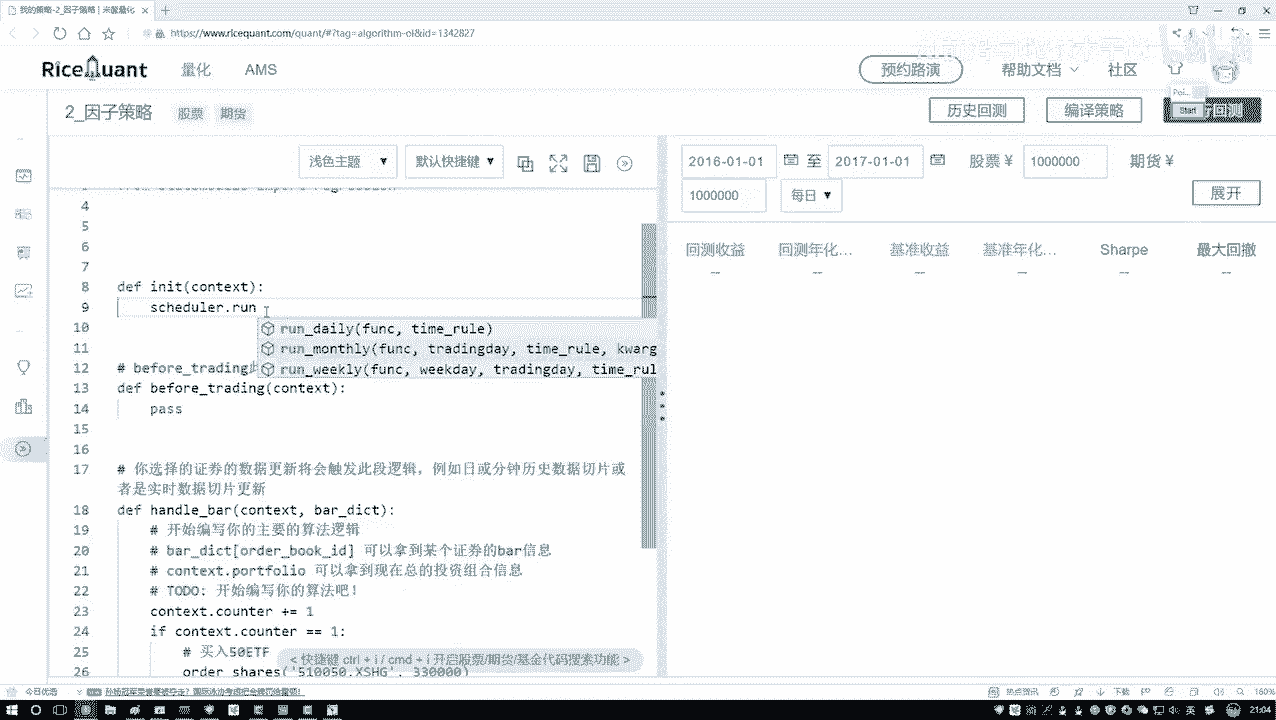 我的策略-2_因子策略 | 米筐量化
https://www.ricequant.com/quant/#?tag=algorithm-ol&id=1342827
RiceQuant 量化 AMS 预约路演 帮助文档 社区
2_因子策略 股票 期货 历史回测 编译策略
Start
浅色主题 默认快捷键 2016-01-01 至 2017-01-01 股票 ¥ 1000000 期货 ¥
1000000 每日 展开
回测收益 回测年化... 基准收益 基准年化... Sharpe 最大回撤
-- -- -- -- -- --
4
5
6
7
8 def init(context):
9 scheduler.run
10 run_daily(func, time_rule)
11 run_monthly(func, tradingday, time_rule, kwarg
12 # before_trading run_weekly(func, weekday, tradingday, time_rul
13 def before_trading(context):
14 pass
15
16
17 # 你选择的证券的数据更新将会触发此段逻辑，例如日或分钟历史数据切片或
者是实时数据切片更新
18 def handle_bar(context, bar_dict):
19 # 开始编写你的主要的算法逻辑
20 # bar_dict[order_book_id] 可以拿到某个证券的bar信息
21 # context.portfolio 可以拿到现在总的投资组合信息
22 # TODO: 开始编写你的算法吧！
23 context.counter += 1
24 if context.counter == 1:
25 # 买入50ETF
< 快捷键 ctrl + i / cmd + i 开启股票/期货/基金代码搜索功能 >
26 order_shares('510050.XSHG', 330000)
今日优选 热点资讯 下载 160%
21:04